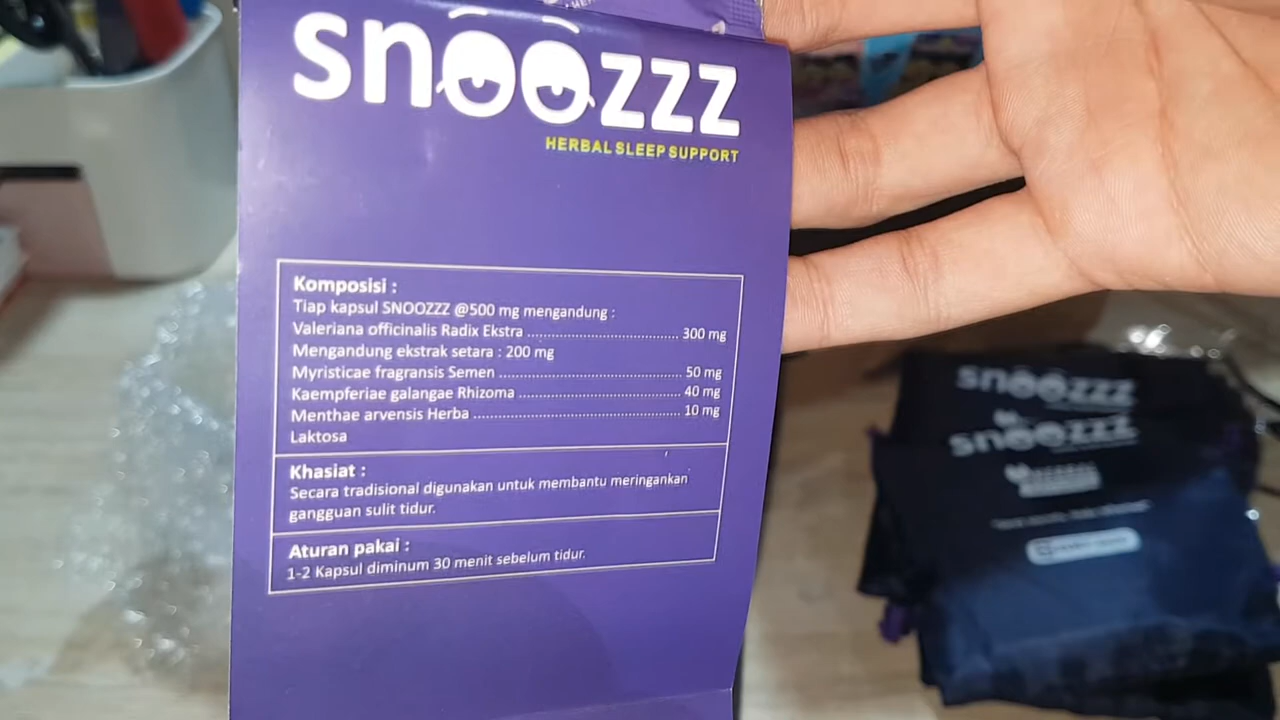 snoozzz
HERBAL SLEEP SUPPORT
Komposisi :
Tiap kapsul SNOOZZZ @500 mg mengandung :
Valeriana officinalis Radix Ekstra ........................................ 300 mg
Mengandung ekstrak setara : 200 mg
Myristicae fragransis Semen ................................................ 50 mg
Kaempferiae galangae Rhizoma ........................................... 40 mg
Menthae arvensis Herba ...................................................... 10 mg
Laktosa
Khasiat :
Secara tradisional digunakan untuk membantu meringankan
gangguan sulit tidur.
Aturan pakai :
1-2 Kapsul diminum 30 menit sebelum tidur.
snoozzz
snoozzz
HERBAL